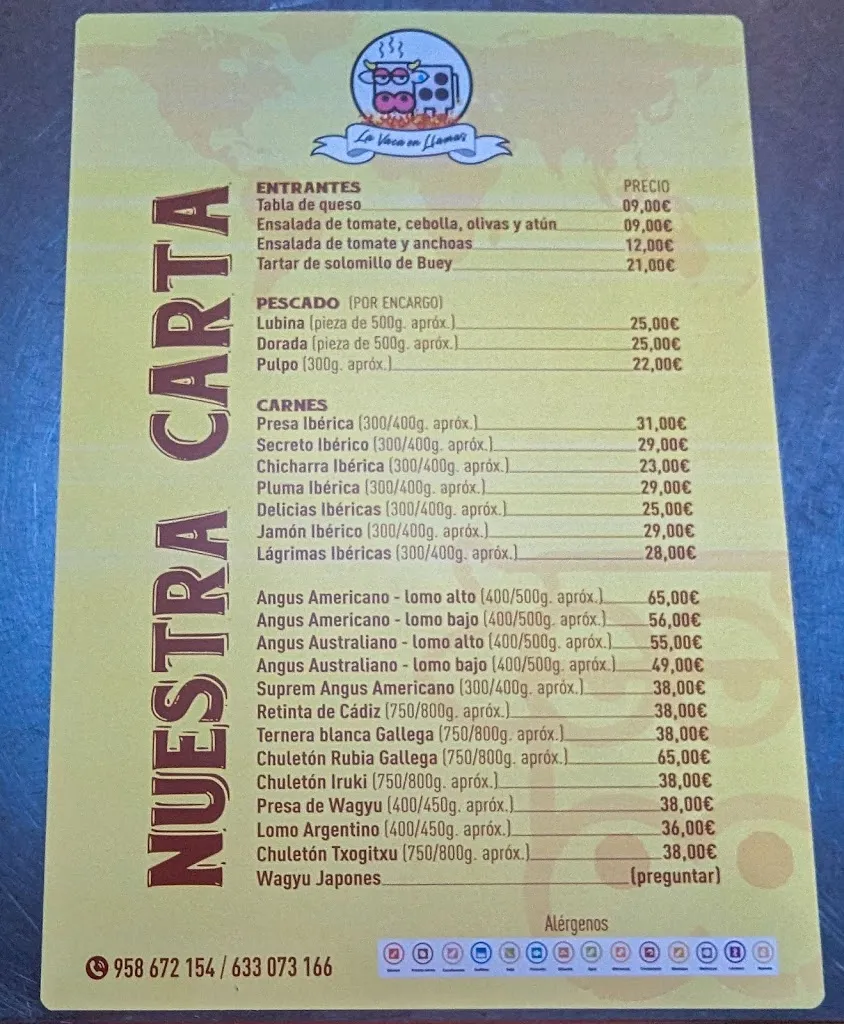 La Vaca en Llamas
NUESTRA CARTA
ENTRANTES PRECIO
Tabla de queso 09,00€
Ensalada de tomate, cebolla, olivas y atún 09,00€
Ensalada de tomate y anchoas 12,00€
Tartar de solomillo de Buey 21,00€
PESCADO (POR ENCARGO)
Lubina (pieza de 500g. apróx.) 25,00€
Dorada (pieza de 500g. apróx.) 25,00€
Pulpo (300g. apróx.) 22,00€
CARNES
Presa Ibérica (300/400g. apróx.) 31,00€
Secreto Ibérico (300/400g. apróx.) 29,00€
Chicharra Ibérica (300/400g. apróx.) 23,00€
Pluma Ibérica (300/400g. apróx.) 29,00€
Delicias Ibéricas (300/400g. apróx.) 25,00€
Jamón Ibérico (300/400g. apróx.) 29,00€
Lágrimas Ibéricas (300/400g. apróx.) 28,00€
Angus Americano - lomo alto (400/500g. apróx.) 65,00€
Angus Americano - lomo bajo (400/500g. apróx.) 56,00€
Angus Australiano - lomo alto (400/500g. apróx.) 55,00€
Angus Australiano - lomo bajo (400/500g. apróx.) 49,00€
Suprem Angus Americano (300/400g. apróx.) 38,00€
Retinta de Cádiz (750/800g. apróx.) 38,00€
Ternera blanca Gallega (750/800g. apróx.) 38,00€
Chuletón Rubia Gallega (750/800g. apróx.) 65,00€
Chuletón Iruki (750/800g. apróx.) 38,00€
Presa de Wagyu (400/450g. apróx.) 38,00€
Lomo Argentino (400/450g. apróx.) 36,00€
Chuletón Txogitxu (750/800g. apróx.) 38,00€
Wagyu Japones (preguntar)
Alérgenos
958 672 154 / 633 073 166